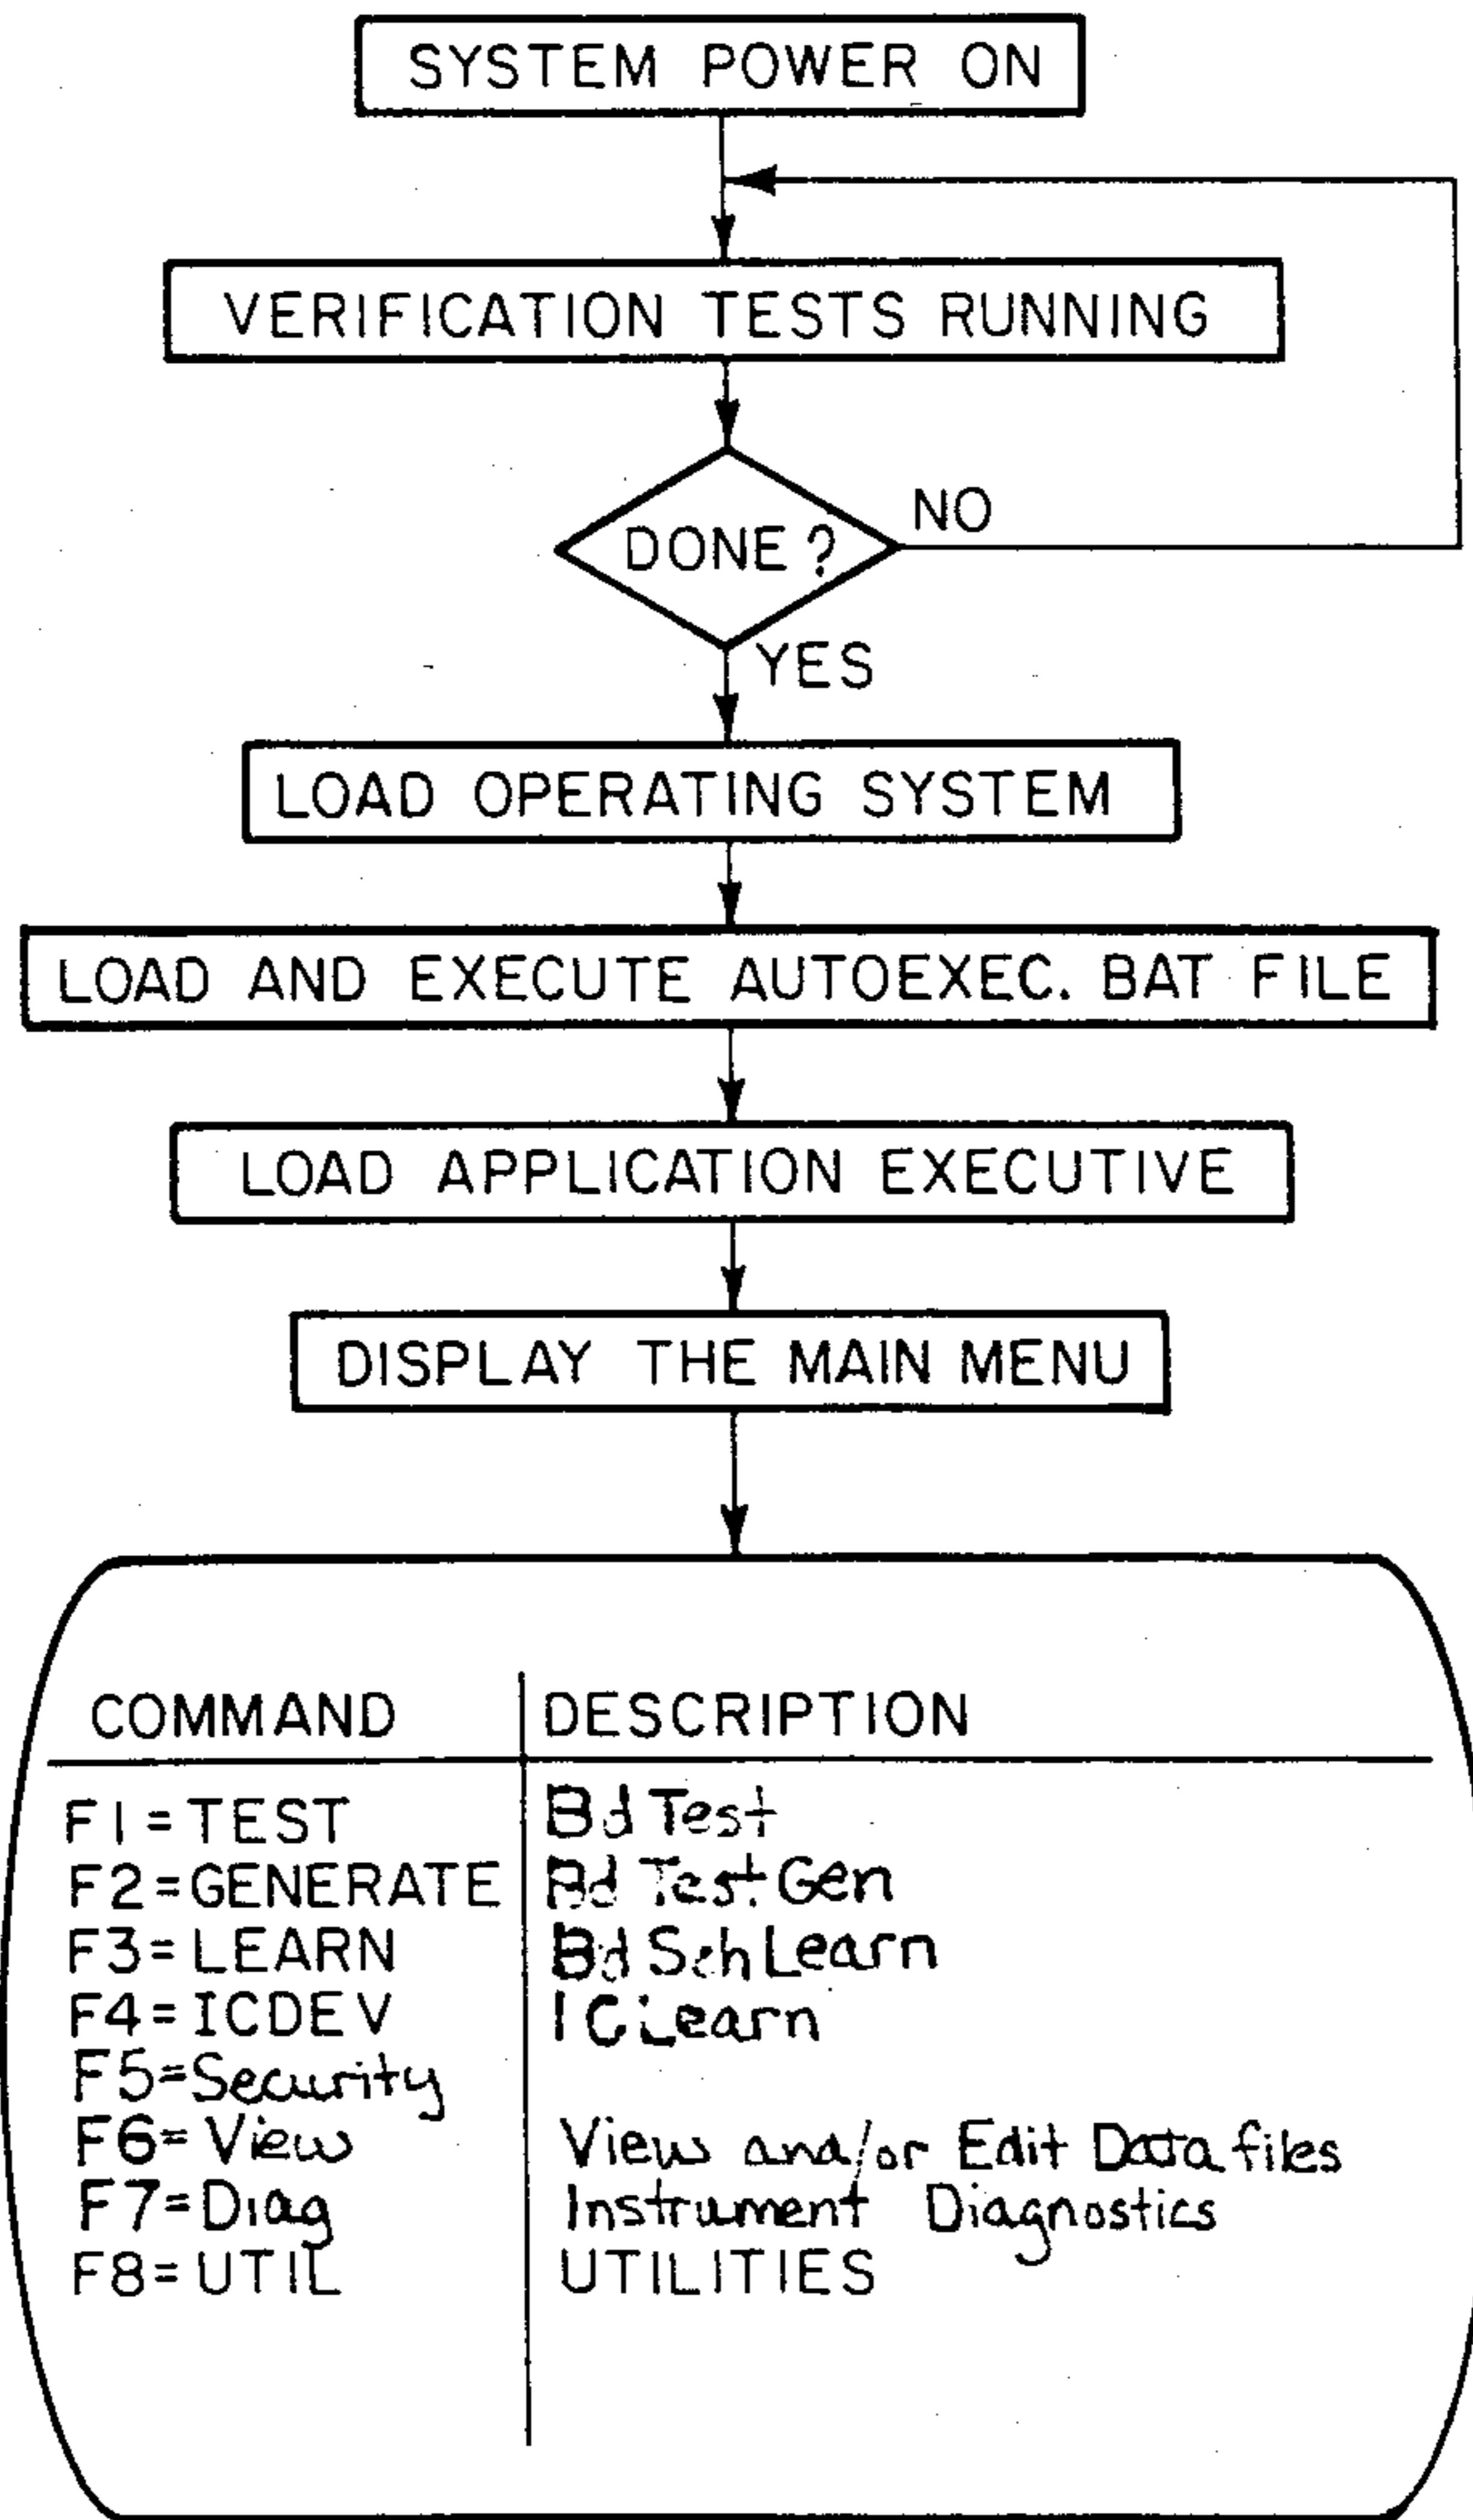 SYSTEM POWER ON
VERIFICATION TESTS RUNNING
DONE?
NO
YES
LOAD OPERATING SYSTEM
LOAD AND EXECUTE AUTOEXEC. BAT FILE
LOAD APPLICATION EXECUTIVE
DISPLAY THE MAIN MENU
COMMAND DESCRIPTION
F1=TEST Bd Test
F2=GENERATE Bd Test Gen
F3=LEARN Bd Sch Learn
F4=ICDEV IC Learn
F5=Security
F6=View View and/or Edit Data files
F7=Diag Instrument Diagnostics
F8=UTIL UTILITIES